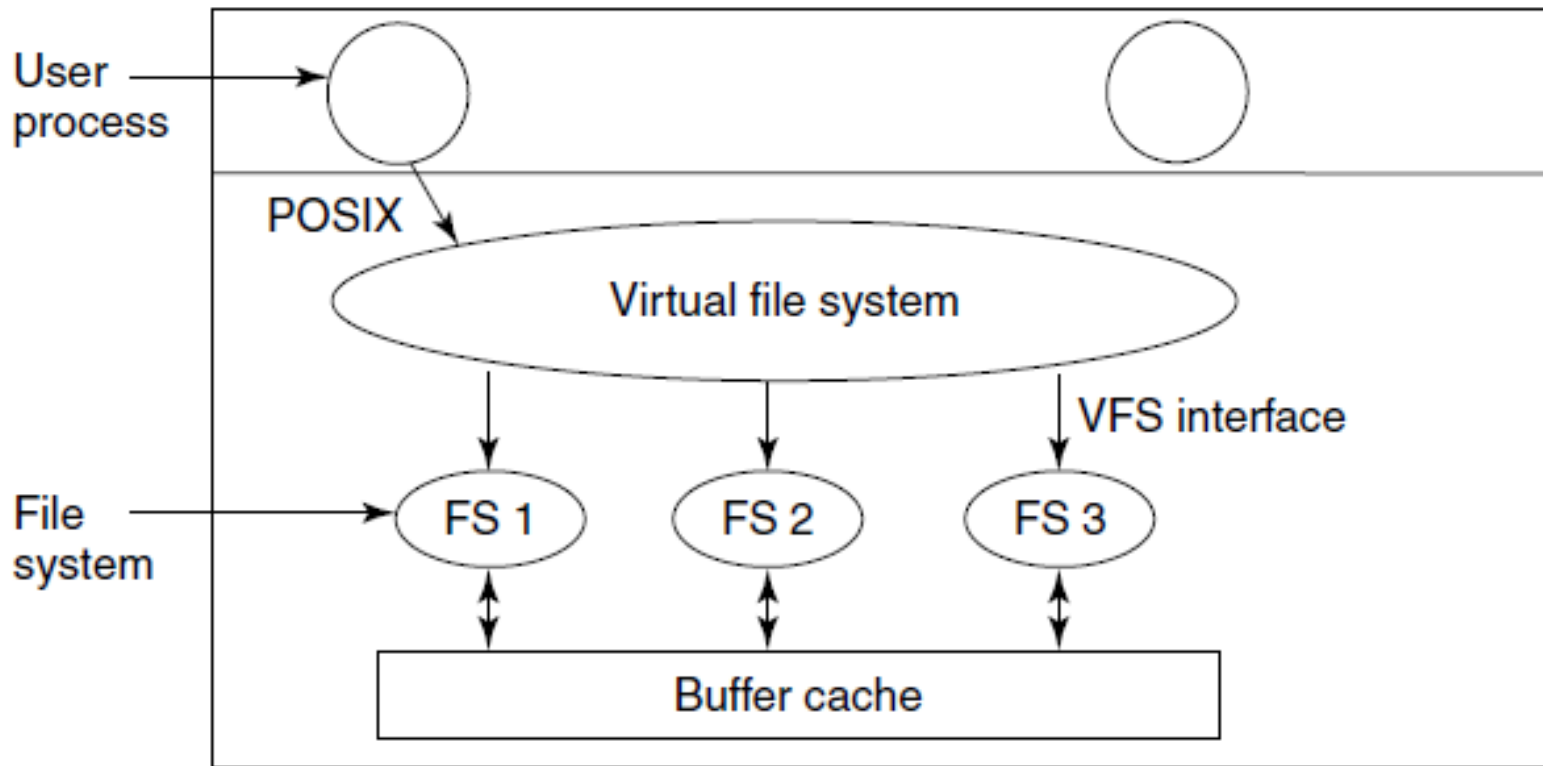 User
process
POSIX
Virtual file system
VFS interface
File
system
FS 1
FS 2
FS 3
Buffer cache